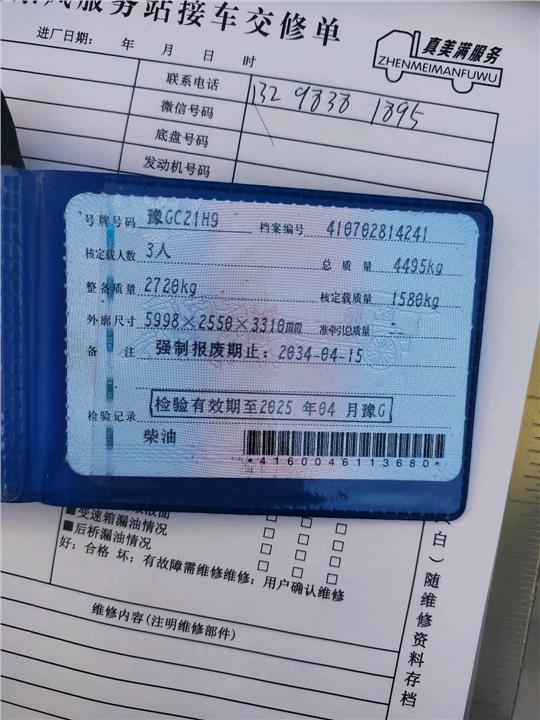 风服务站接车交修单
真美满服务
ZHENMEIMANFUWU
进厂日期： 年 月 日 时
联系电话 132 9838 1895
微信号码
底盘号码
发动机号码
号牌号码 豫GC21H9 档案编号 410702814241
核定载人数 3人 总质量 4495kg
整备质量 2720kg 核定载质量 1580kg
外廓尺寸 5998×2550×3310mm 准牵引总质量 --
备注 强制报废期止：2034-04-15
检验记录 检验有效期至2025 年04 月豫G
柴油
*4160046113680*
■变速箱漏油情况
■后桥漏油情况
好：合格 坏：有故障需维修维修：用户确认维修
维修内容(注明维修部件)
（白）随维修资料存档